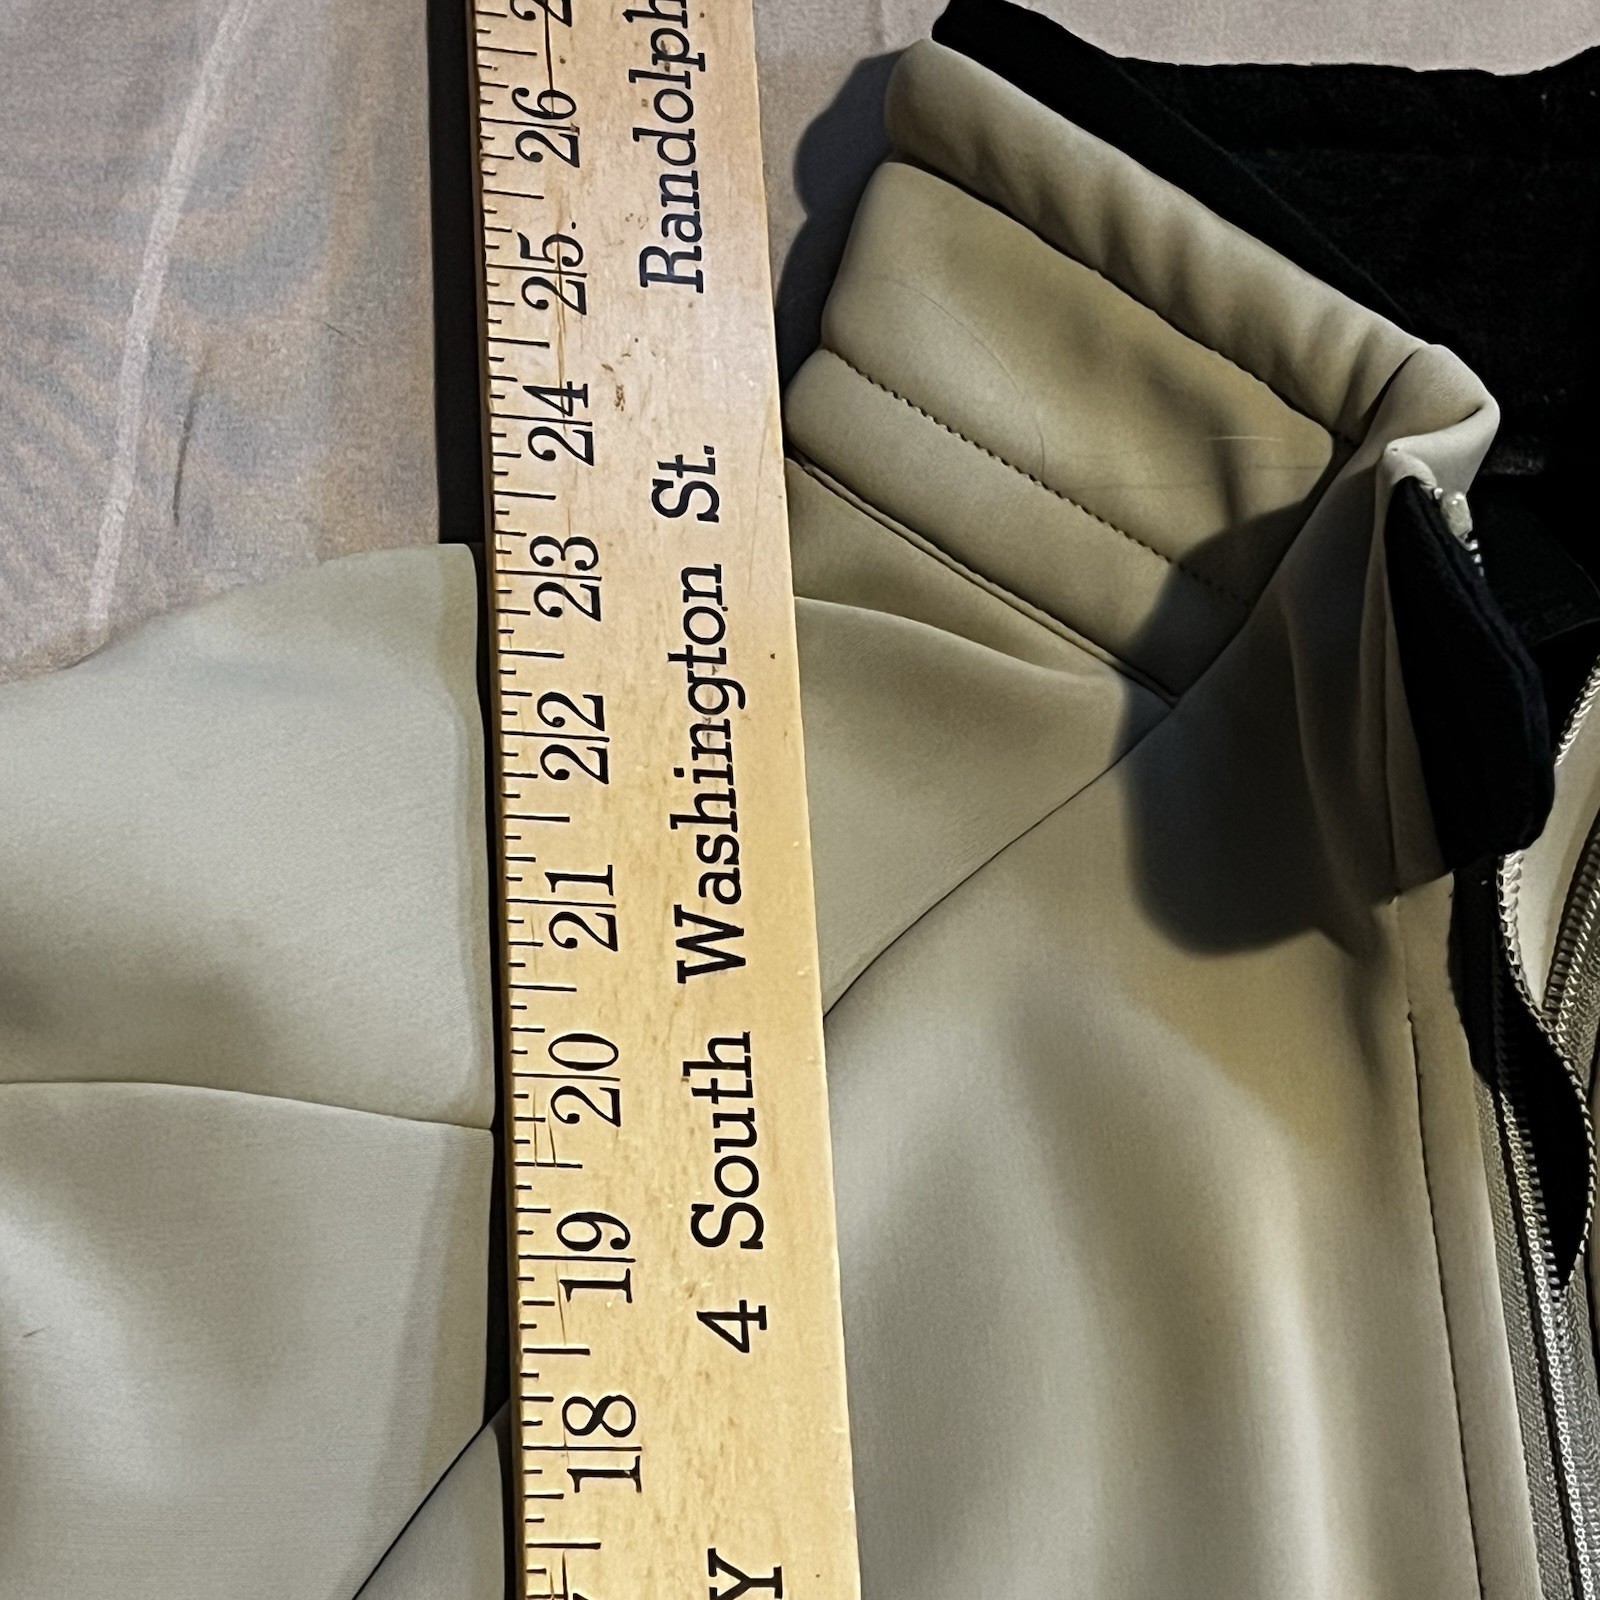 18 19 20 21 22 23 24 25 26
Y 4 South Washington St. Randolph